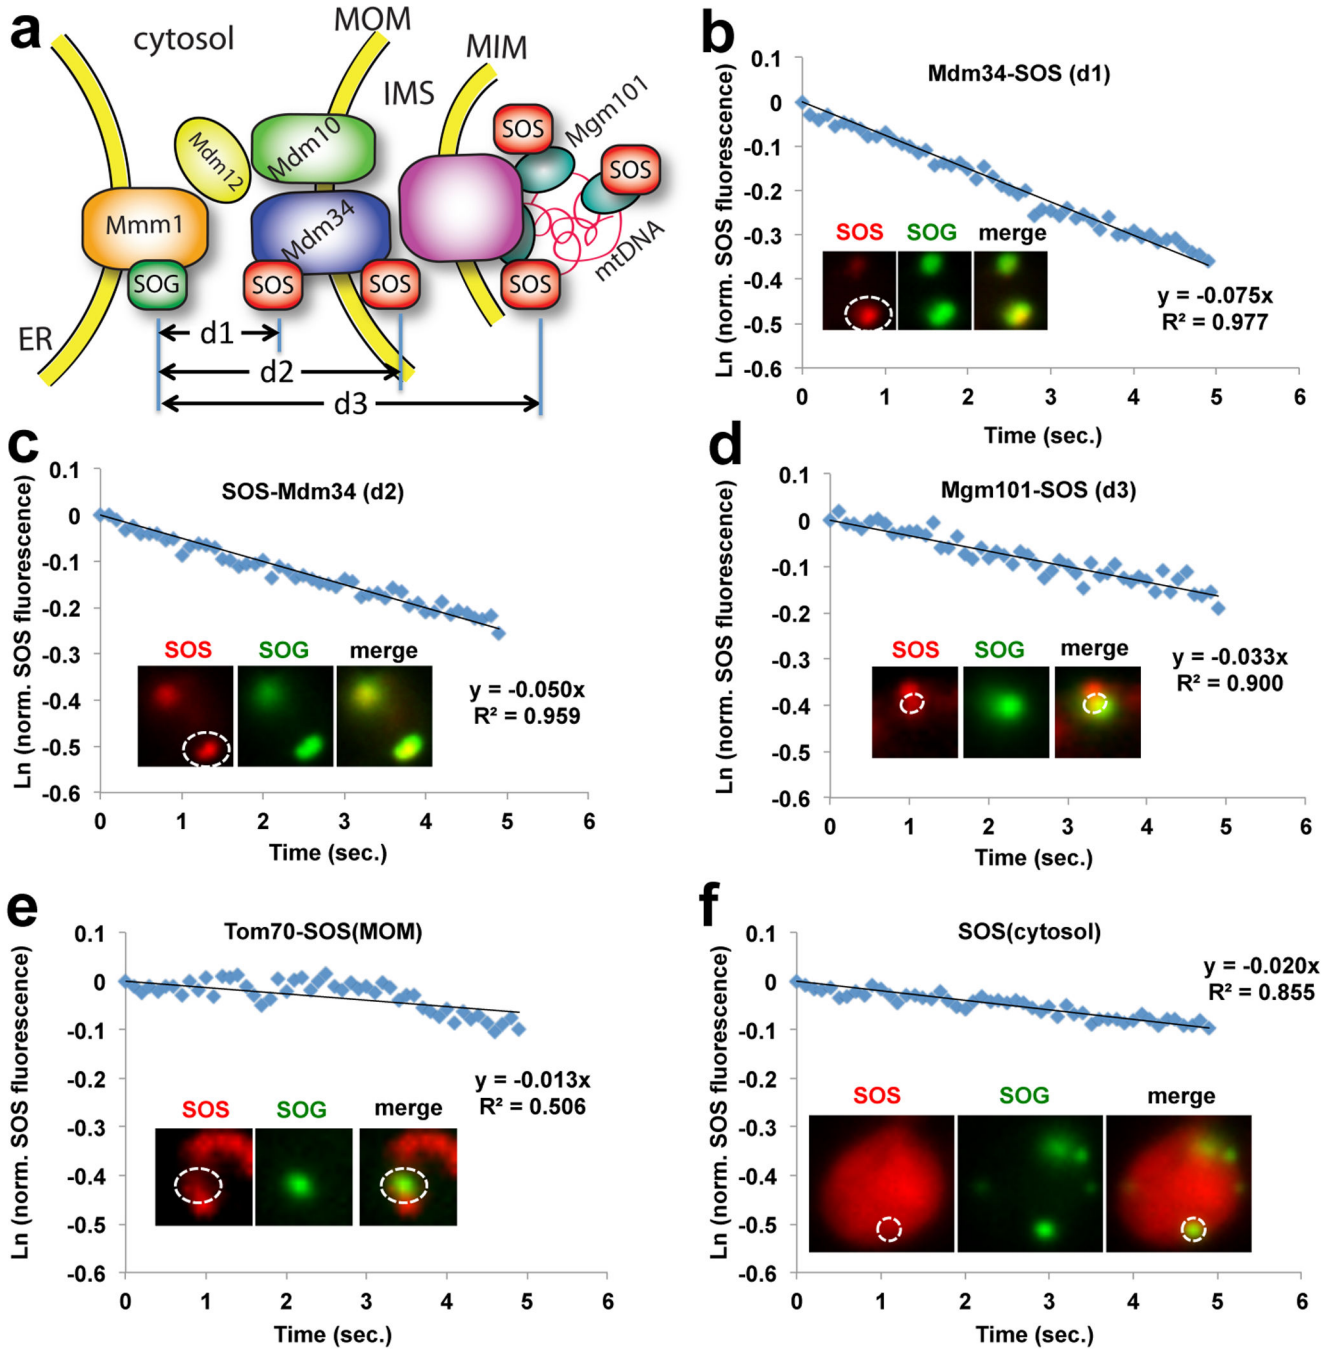 a
cytosol
MOM
MIM
IMS
Mdm12
Mdm10
Mgm101
SOS
SOS
Mmm1
Mdm34
mtDNA
SOG
SOS
SOS
SOS
ER
d1
d2
d3
b
Mdm34-SOS (d1)
Ln (norm. SOS fluorescence)
0.1
0
-0.1
-0.2
-0.3
-0.4
-0.5
-0.6
SOS SOG merge
y = -0.075x
R² = 0.977
0 1 2 3 4 5 6
Time (sec.)
c
SOS-Mdm34 (d2)
Ln (norm. SOS fluorescence)
0.1
0
-0.1
-0.2
-0.3
-0.4
-0.5
-0.6
SOS SOG merge
y = -0.050x
R² = 0.959
0 1 2 3 4 5 6
Time (sec.)
d
Mgm101-SOS (d3)
Ln (norm. SOS fluorescence)
0.1
0
-0.1
-0.2
-0.3
-0.4
-0.5
-0.6
SOS SOG merge
y = -0.033x
R² = 0.900
0 1 2 3 4 5 6
Time (sec.)
e
Tom70-SOS(MOM)
Ln (norm. SOS fluorescence)
0.1
0
-0.1
-0.2
-0.3
-0.4
-0.5
-0.6
y = -0.013x
R² = 0.506
SOS SOG merge
0 1 2 3 4 5 6
Time (sec.)
f
SOS(cytosol)
Ln (norm. SOS fluorescence)
0.1
0
-0.1
-0.2
-0.3
-0.4
-0.5
-0.6
y = -0.020x
R² = 0.855
SOS SOG merge
0 1 2 3 4 5 6
Time (sec.)